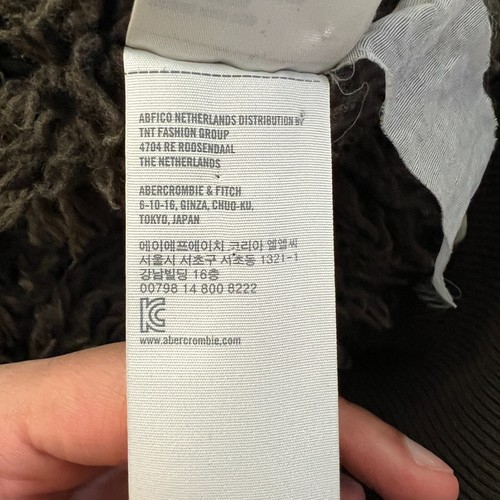 ABFICO NETHERLANDS DISTRIBUTION BV
TNT FASHION GROUP
4704 RE ROOSENDAAL
THE NETHERLANDS
ABERCROMBIE & FITCH
6-10-16, GINZA, CHUO-KU,
TOKYO, JAPAN
에이에프에이치 코리아 엘엘씨
서울시 서초구 서초동 1321-1
강남빌딩 16층
00798 14 800 8222
www.abercrombie.com